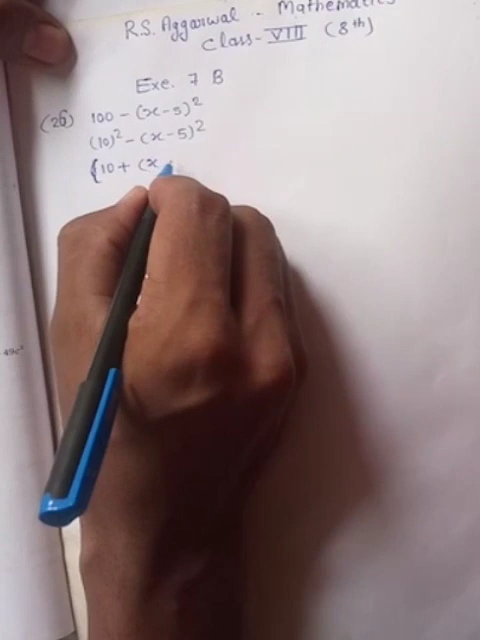 R.S. Aggarwal - Mathematics
Class - VIII (8th)
Exe. 7 B
(26) 100 - (x - 5)²
(10)² - (x - 5)²
{10 + (x